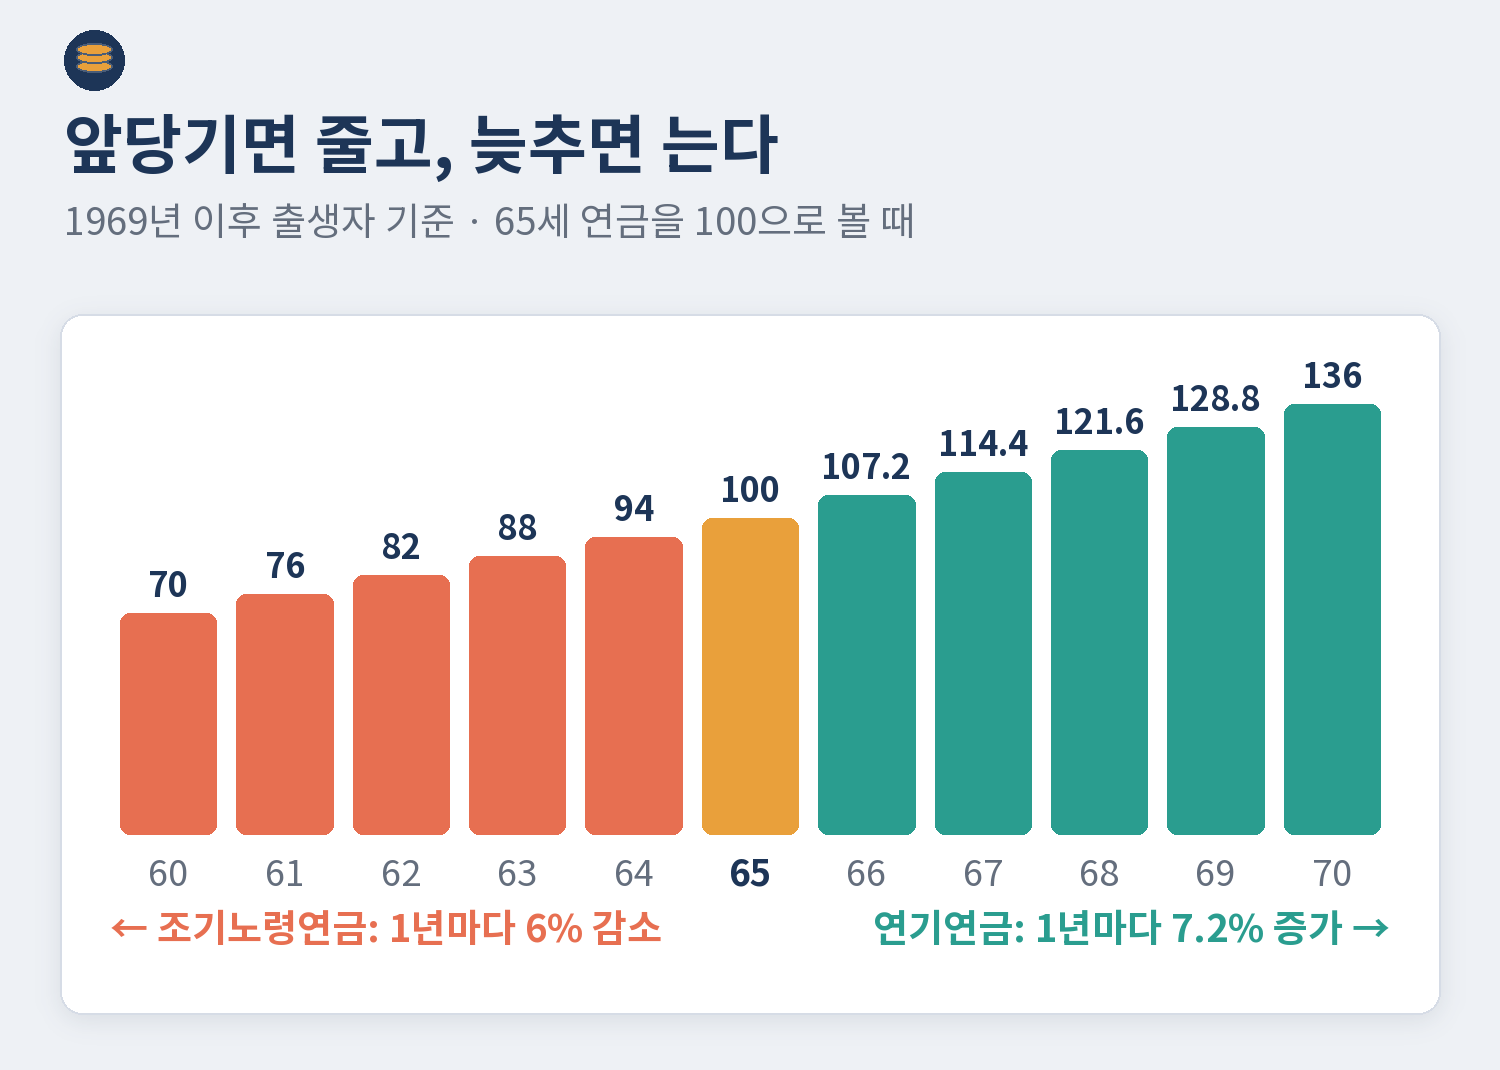 앞당기면 줄고, 늦추면 는다
1969년 이후 출생자 기준 · 65세 연금을 100으로 볼 때
70 76 82 88 94 100 107.2 114.4 121.6 128.8 136
60 61 62 63 64 65 66 67 68 69 70
← 조기노령연금: 1년마다 6% 감소 연기연금: 1년마다 7.2% 증가 →